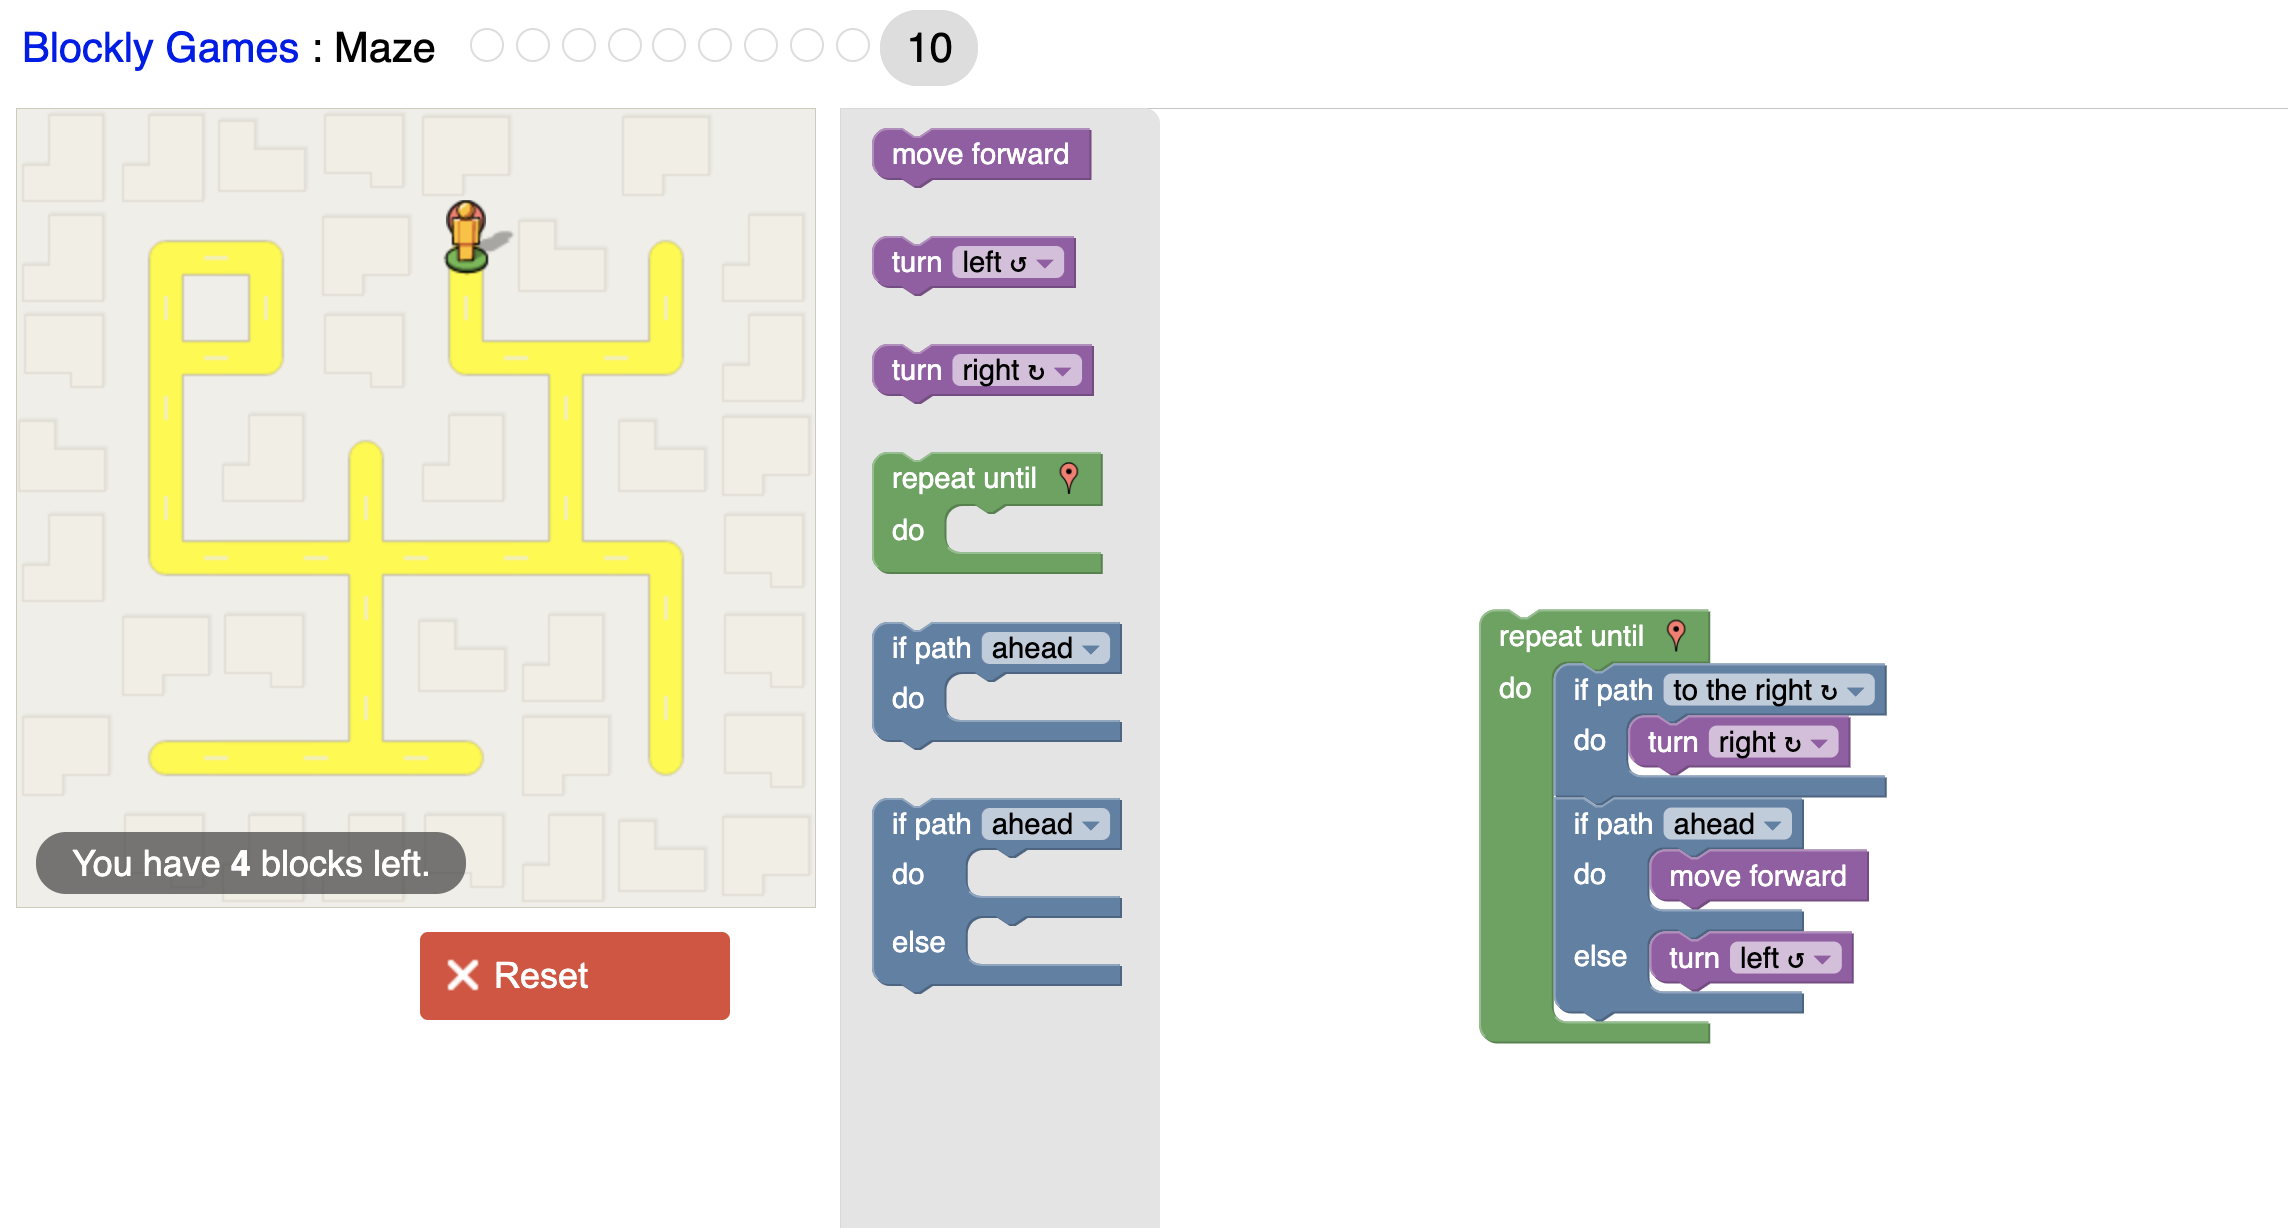 Blockly Games : Maze 10
move forward
turn left ↺
turn right ↻
repeat until
do
if path ahead
do
if path ahead
do
else
repeat until
do if path to the right ↻
do turn right ↻
if path ahead
do move forward
else turn left ↺
You have 4 blocks left.
Reset